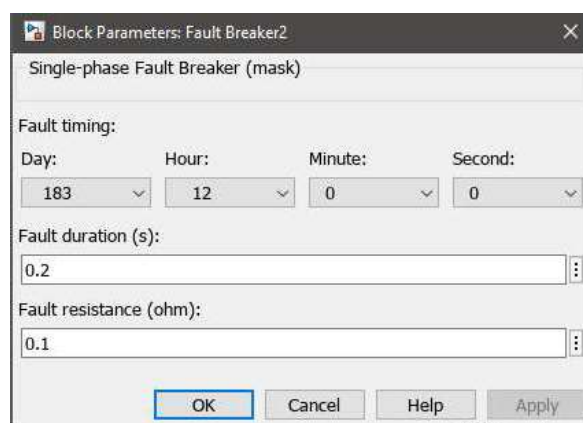 Block Parameters: Fault Breaker2
Single-phase Fault Breaker (mask)
Fault timing:
Day: Hour: Minute: Second:
183 12 0 0
Fault duration (s):
0.2
Fault resistance (ohm):
0.1
OK Cancel Help Apply